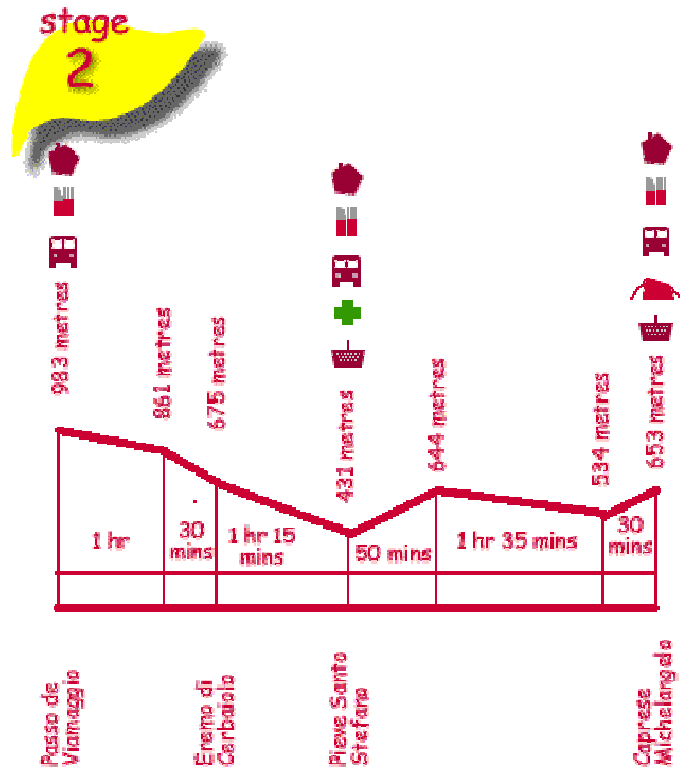 stage
2
983 metres
861 metres
675 metres
431 metres
644 metres
534 metres
653 metres
1 hr
30
mins
1 hr 15
mins
50 mins
1 hr 35 mins
30
mins
Passo de
Viamaggio
Eremo di
Cerbaiolo
Pieve Santo
Stefano
Caprese
Michelangelo